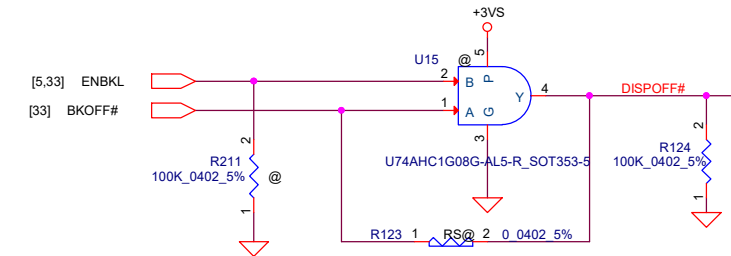 +3VS
U15 @
5
P
[5,33] ENBKL
2 B
[33] BKOFF#
1 A
G
Y 4
DISPOFF#
3
U74AHC1G08G-AL5-R_SOT353-5
2
R211
100K_0402_5% @
1
2
R124
100K_0402_5%
1
R123 1 RS@ 2 0_0402_5%